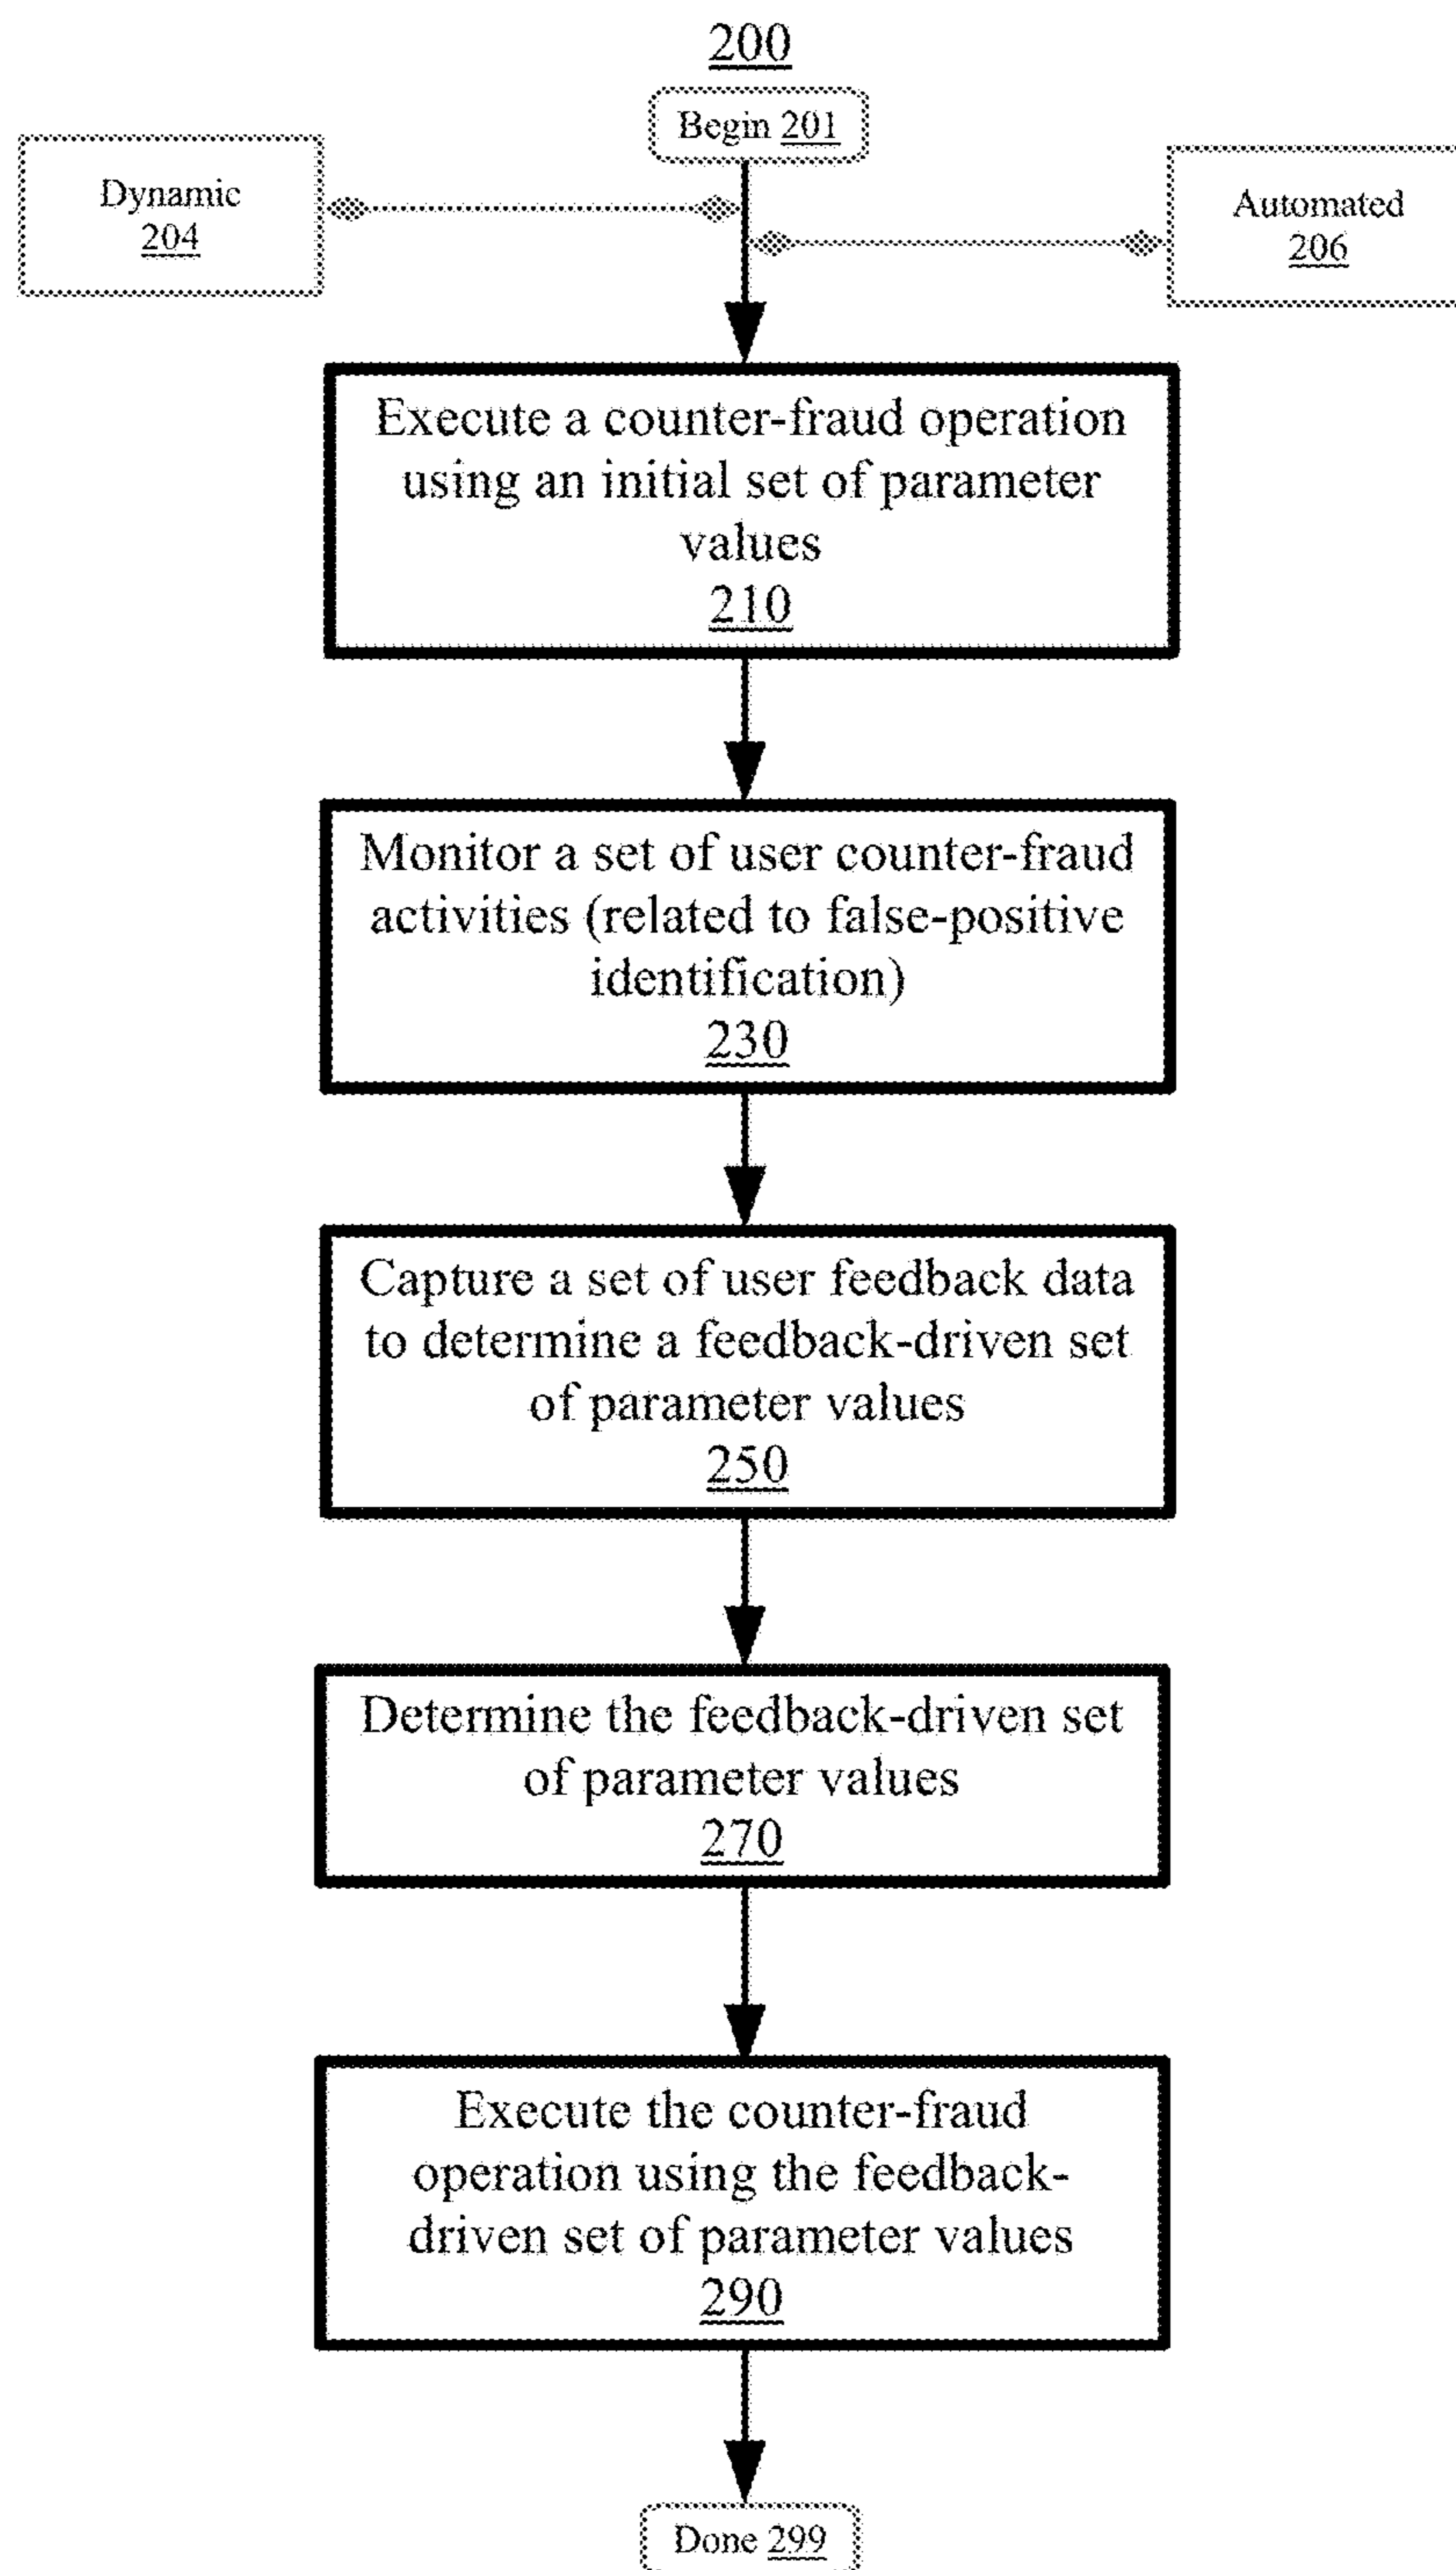 200
Begin 201
Dynamic
204
Automated
206
Execute a counter-fraud operation
using an initial set of parameter
values
210
Monitor a set of user counter-fraud
activities (related to false-positive
identification)
230
Capture a set of user feedback data
to determine a feedback-driven set
of parameter values
250
Determine the feedback-driven set
of parameter values
270
Execute the counter-fraud
operation using the feedback-
driven set of parameter values
290
Done 299